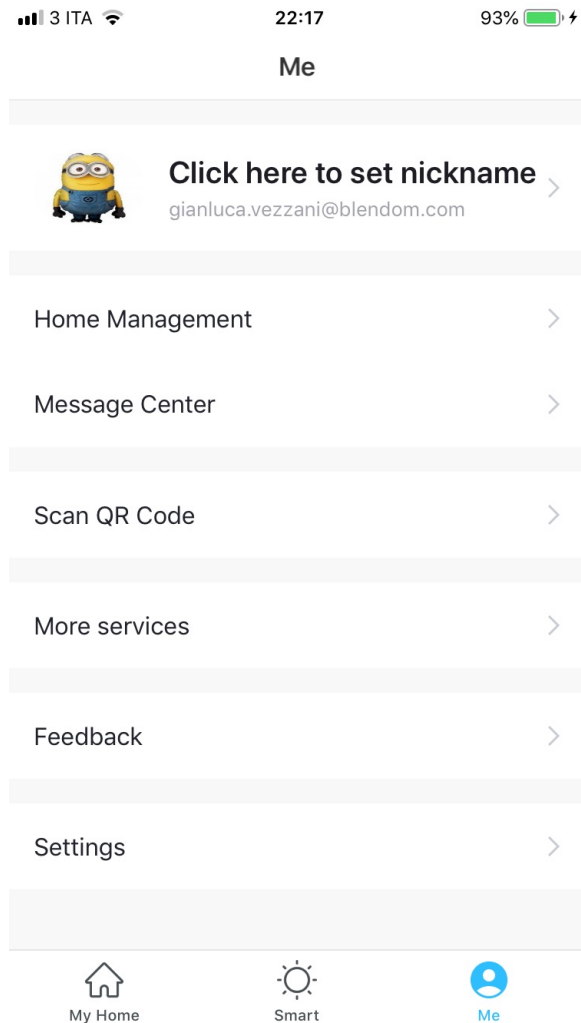 3 ITA 22:17 93%
Me
Click here to set nickname
gianluca.vezzani@blendom.com
Home Management
Message Center
Scan QR Code
More services
Feedback
Settings
My Home Smart Me